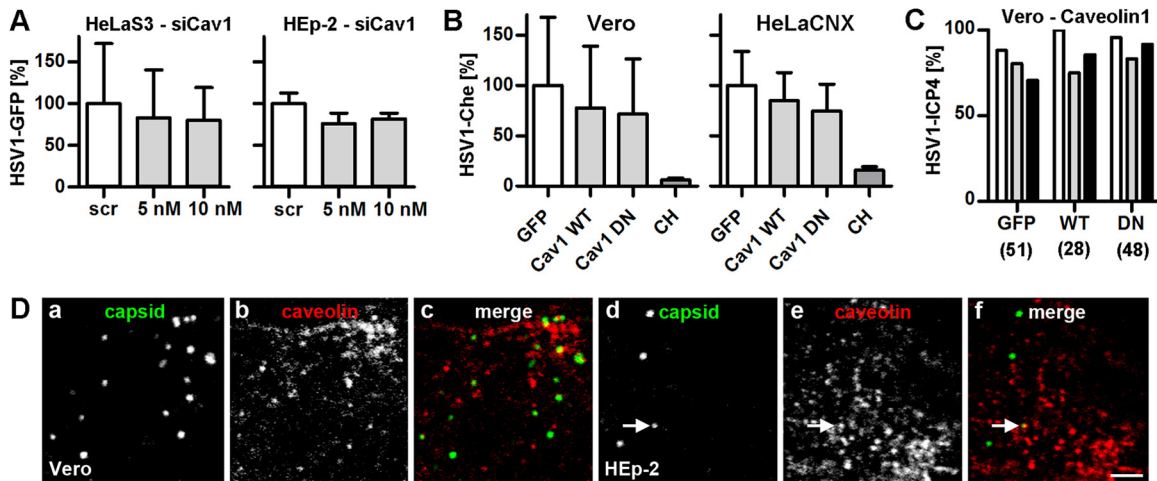 A
HeLaS3 - siCav1
HEp-2 - siCav1
HSV1-GFP [%]
150
100
50
0
scr
5 nM
10 nM
scr
5 nM
10 nM
B
Vero
HeLaCNX
HSV1-Che [%]
150
100
50
0
GFP
Cav1 WT
Cav1 DN
CH
GFP
Cav1 WT
Cav1 DN
CH
C
Vero - Caveolin1
HSV1-ICP4 [%]
100
50
0
GFP
WT
DN
(51)
(28)
(48)
D
a
capsid
Vero
b
caveolin
c
merge
d
capsid
HEp-2
e
caveolin
f
merge